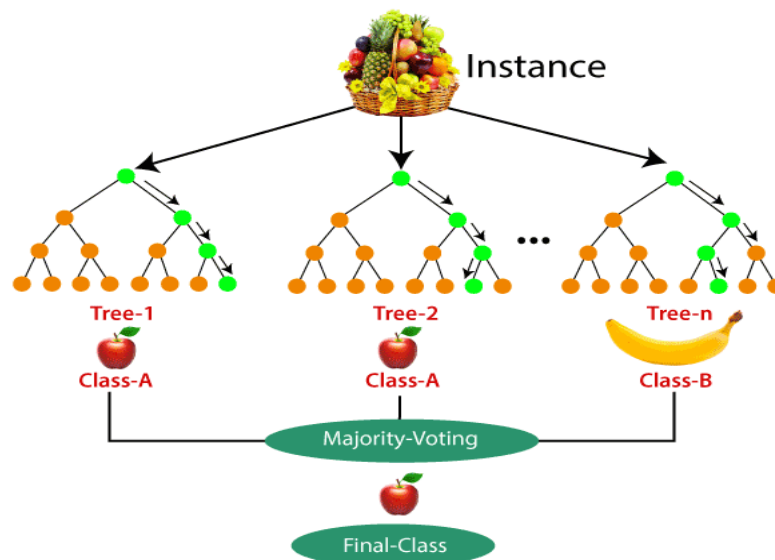 Instance
Tree-1
Tree-2
Tree-n
Class-A
Class-A
Class-B
Majority-Voting
Final-Class